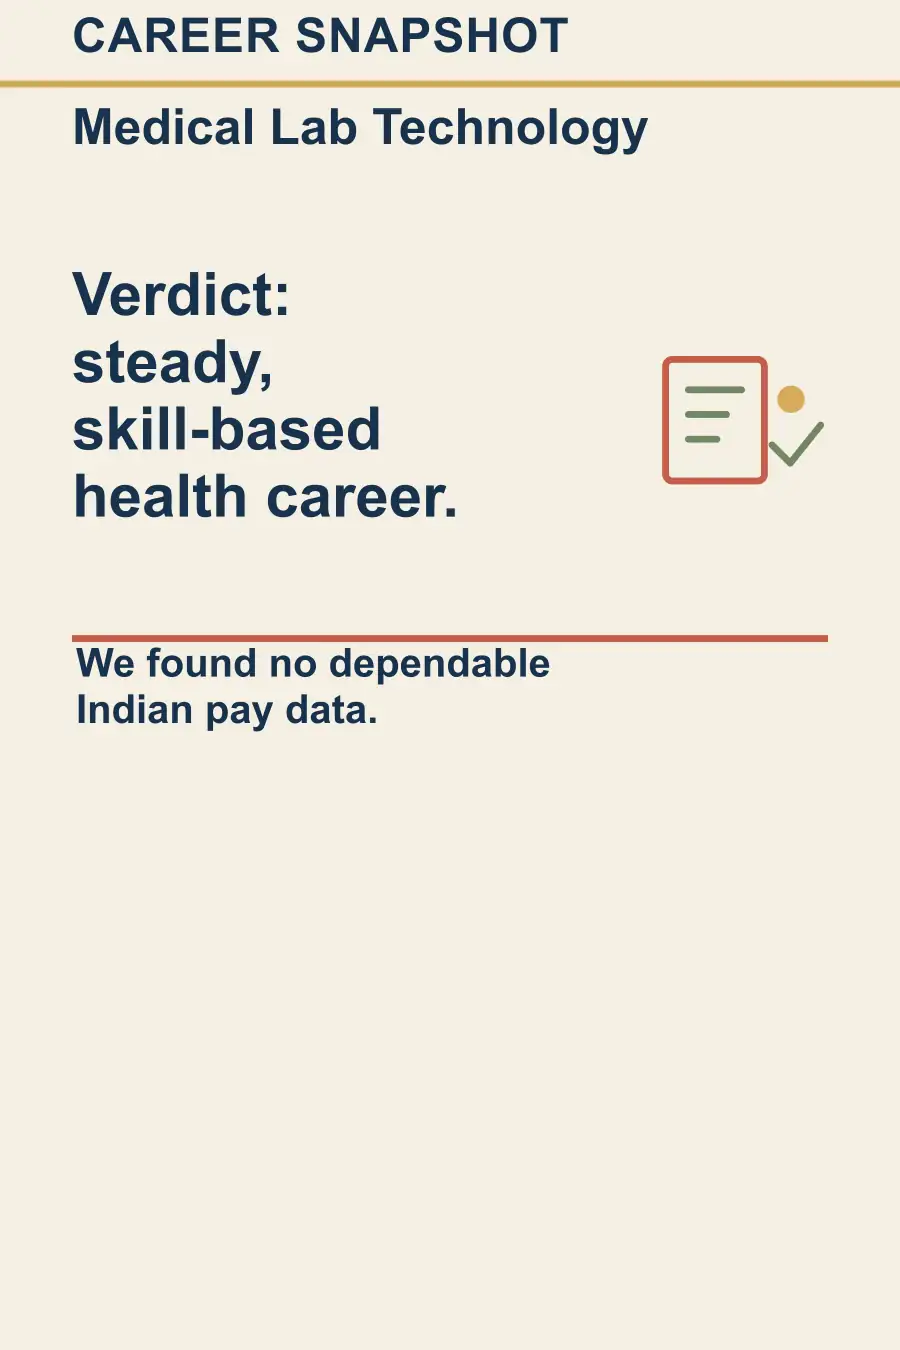 CAREER SNAPSHOT
Medical Lab Technology
Verdict:
steady,
skill-based
health career.
We found no dependable
Indian pay data.